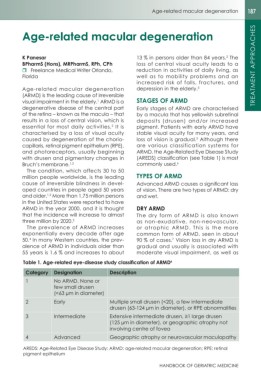 Age-related macular degeneration
187
TREATMENT APPROACHES
Age-related macular degeneration
K Panesar
BPharmS (Pharm), MRPharmS, RPh, CPh
Freelance Medical Writer Orlando,
Florida
Age-related macular degeneration
(ARMD) is the leading cause of irreversible
visual impairment in the elderly. ARMD is a
degenerative disease of the central part
of the retina – known as the macula – that
results in a loss of central vision, which is
essential for most daily activities. It is
characterised by a loss of visual acuity
caused by degeneration of the chorio-
capillaris, retinal pigment epithelium (RPE),
and photoreceptors, usually beginning
with drusen and pigmentary changes in
Bruch's membrane.
The condition, which affects 30 to 50
million people worldwide, is the leading
cause of irreversible blindness in devel-
oped countries in people aged 50 years
and older. More than 1.75 million persons
in the United States were reported to have
ARMD in the year 2000, and it is thought
that the incidence will increase to almost
three million by 2020.
The prevalence of ARMD increases
exponentially every decade after age
50. In many Western countries, the prev-
alence of ARMD in individuals older than
55 years is 1,6 % and increases to about
13 % in persons older than 84 years. The
loss of central visual acuity leads to a
reduction in activities of daily living, as
well as to mobility problems and an
increased risk of falls, fractures, and
depression in the elderly.
STAGES OF ARMD
Early stages of ARMD are characterised
by a macula that has yellowish subretinal
deposits (drusen) and/or increased
pigment. Patients with early ARMD have
stable visual acuity for many years, and
loss of vision is gradual. Although there
are various classification systems for
ARMD, the Age-Related Eye Disease Study
(AREDS) classification (see Table 1) is most
commonly used.
TYPES OF ARMD
Advanced ARMD causes a significant loss
of vision. There are two types of ARMD: dry
and wet.
DRY ARMD
The dry form of ARMD is also known
as non-exudative, non-neovascular,
or atrophic ARMD. This is the more
common form of ARMD, seen in about
90 % of cases. Vision loss in dry ARMD is
gradual and usually is associated with
moderate visual impairment, as well as
Table 1. Age-related eye-disease study classification of ARMD
Category Designation Description
1 No ARMD. None or
few small drusen
(<63 µm in diameter)
2 Early Multiple small drusen (>20), a few intermediate
drusen (63-124 µm in diameter), or RPE abnormalities
3 Intermediate Extensive intermediate drusen, ≥1 large drusen
(125 µm in diameter), or geographic atrophy not
involving centre of fovea
4 Advanced Geographic atrophy or neurovascular maculopathy
AREDS: Age-Related Eye Disease Study; ARMD: age-related macular degeneration; RPE: retinal
pigment epithelium
HANDBOOK OF GERIATRIC MEDICINE